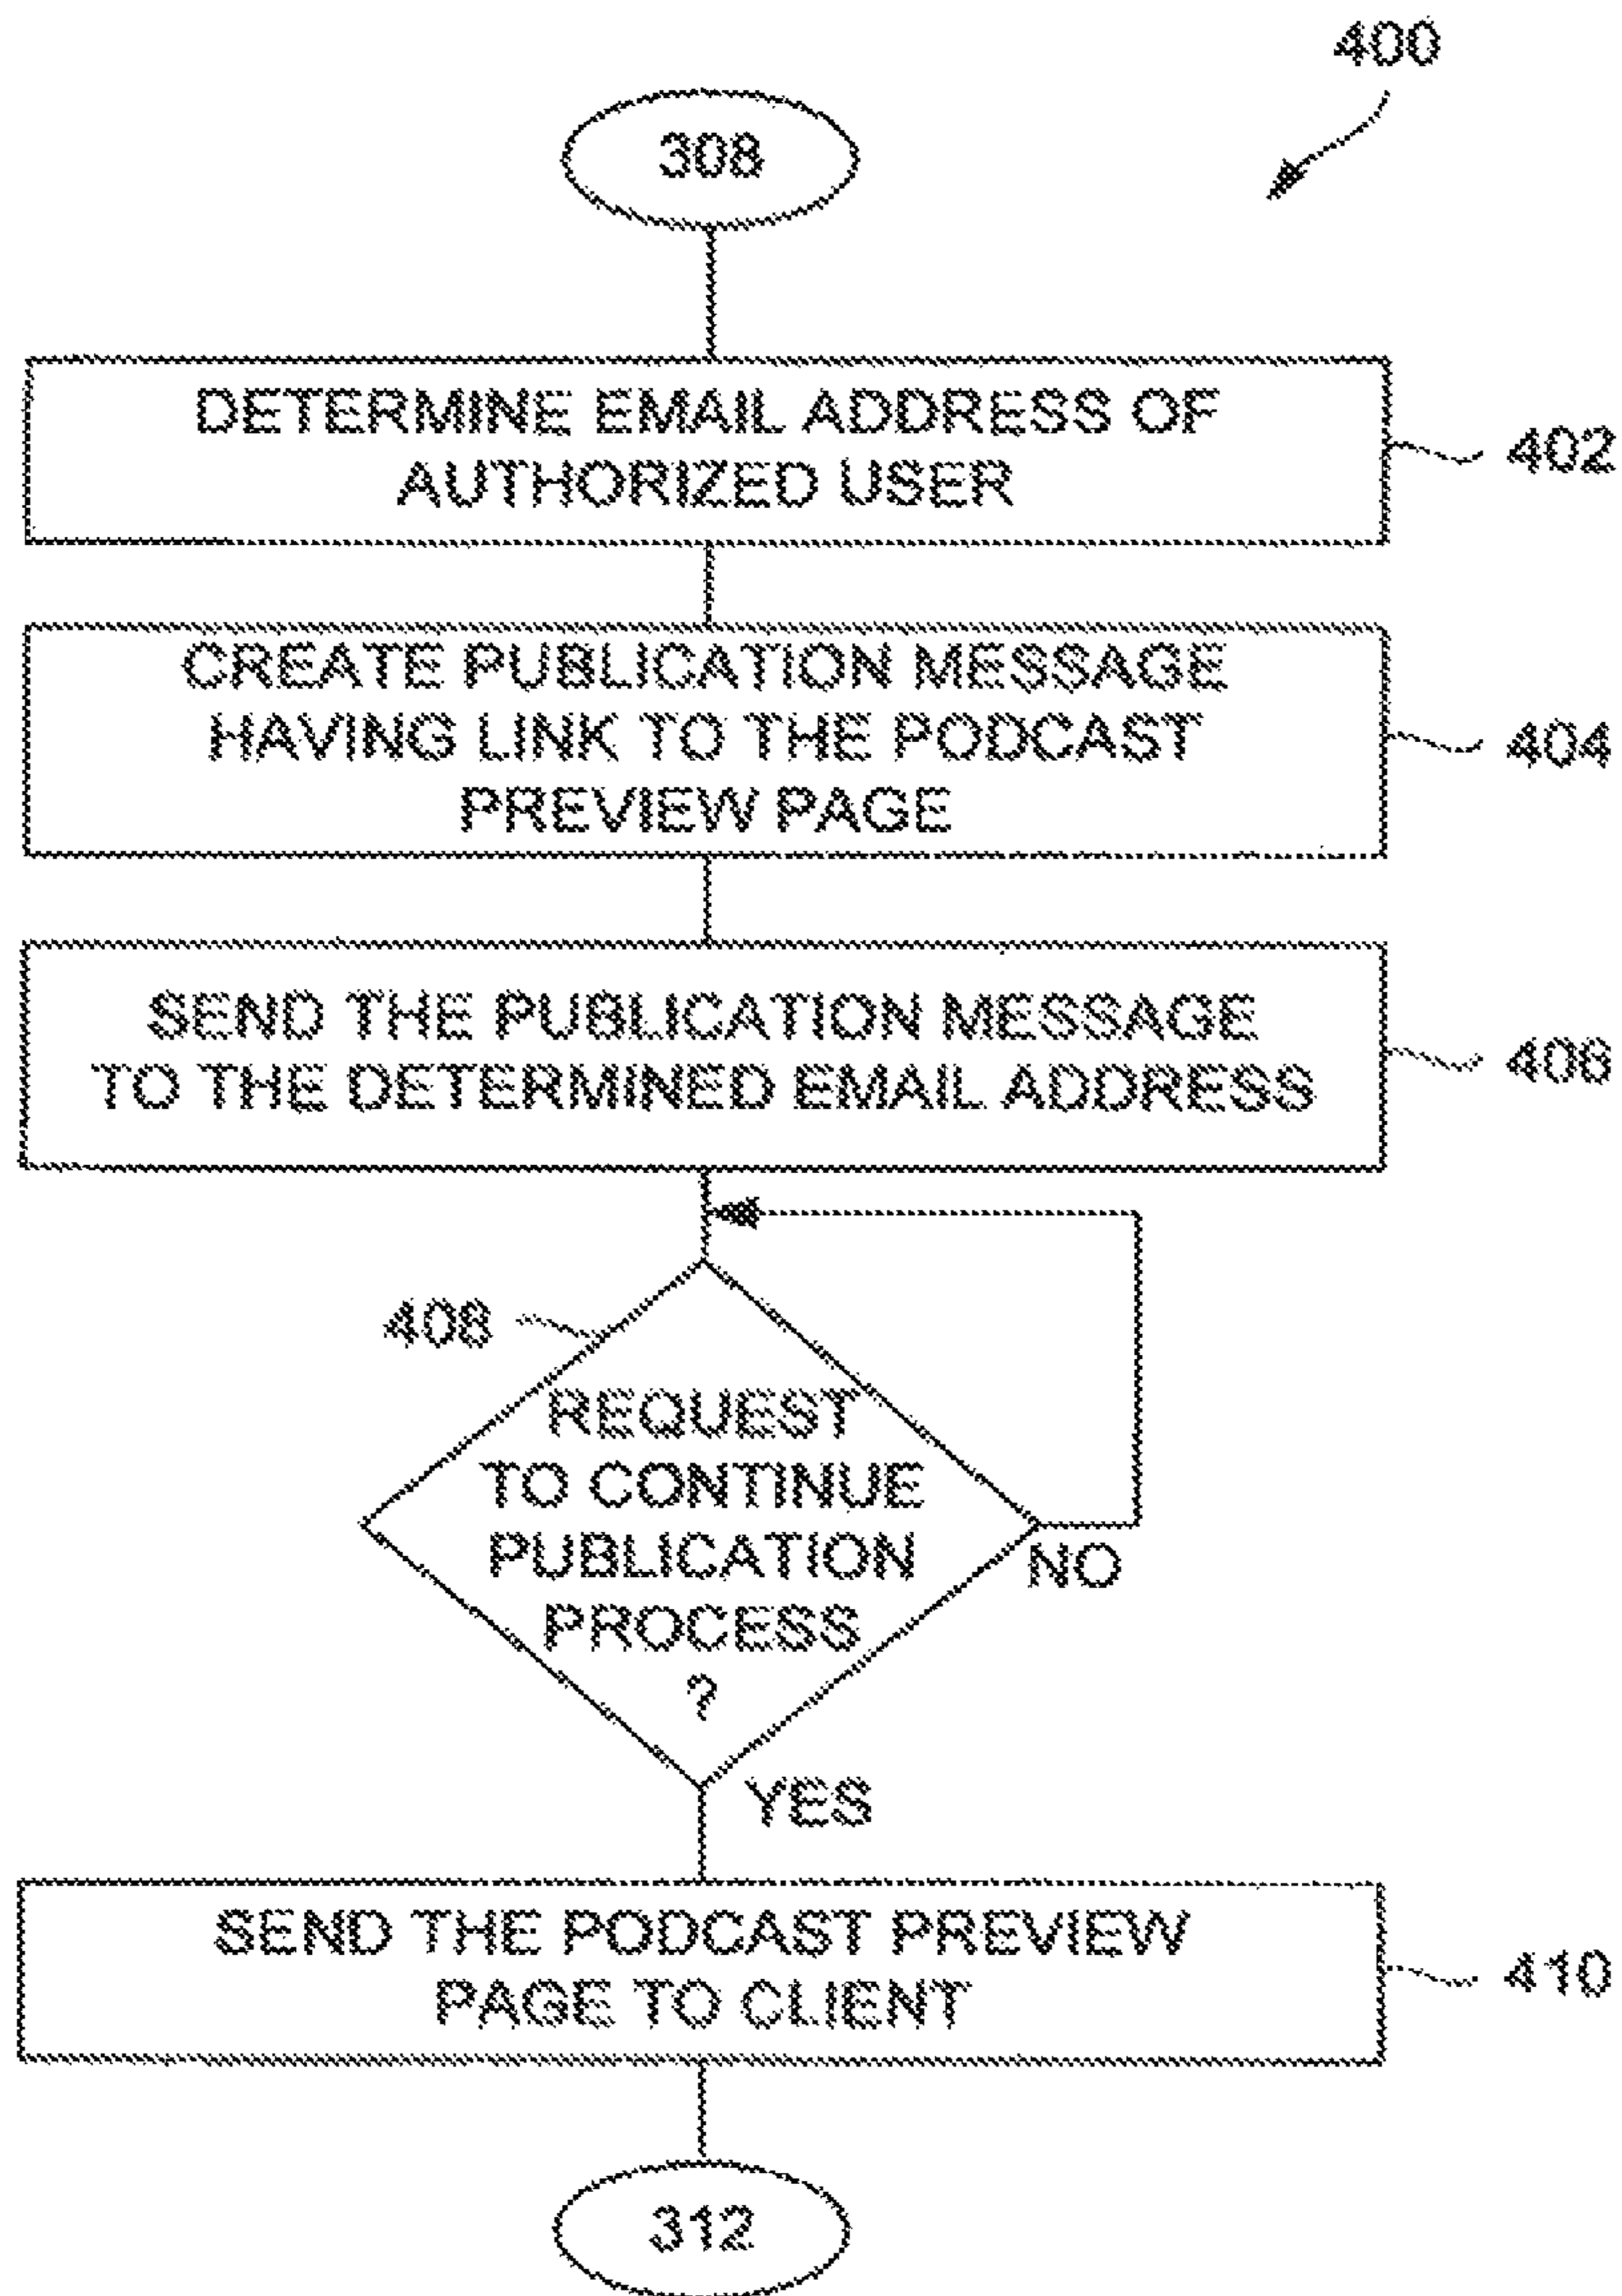 400
308
DETERMINE EMAIL ADDRESS OF
AUTHORIZED USER
402
CREATE PUBLICATION MESSAGE
HAVING LINK TO THE PODCAST
PREVIEW PAGE
404
SEND THE PUBLICATION MESSAGE
TO THE DETERMINED EMAIL ADDRESS
406
408
REQUEST
TO CONTINUE
PUBLICATION
PROCESS
?
NO
YES
SEND THE PODCAST PREVIEW
PAGE TO CLIENT
410
312